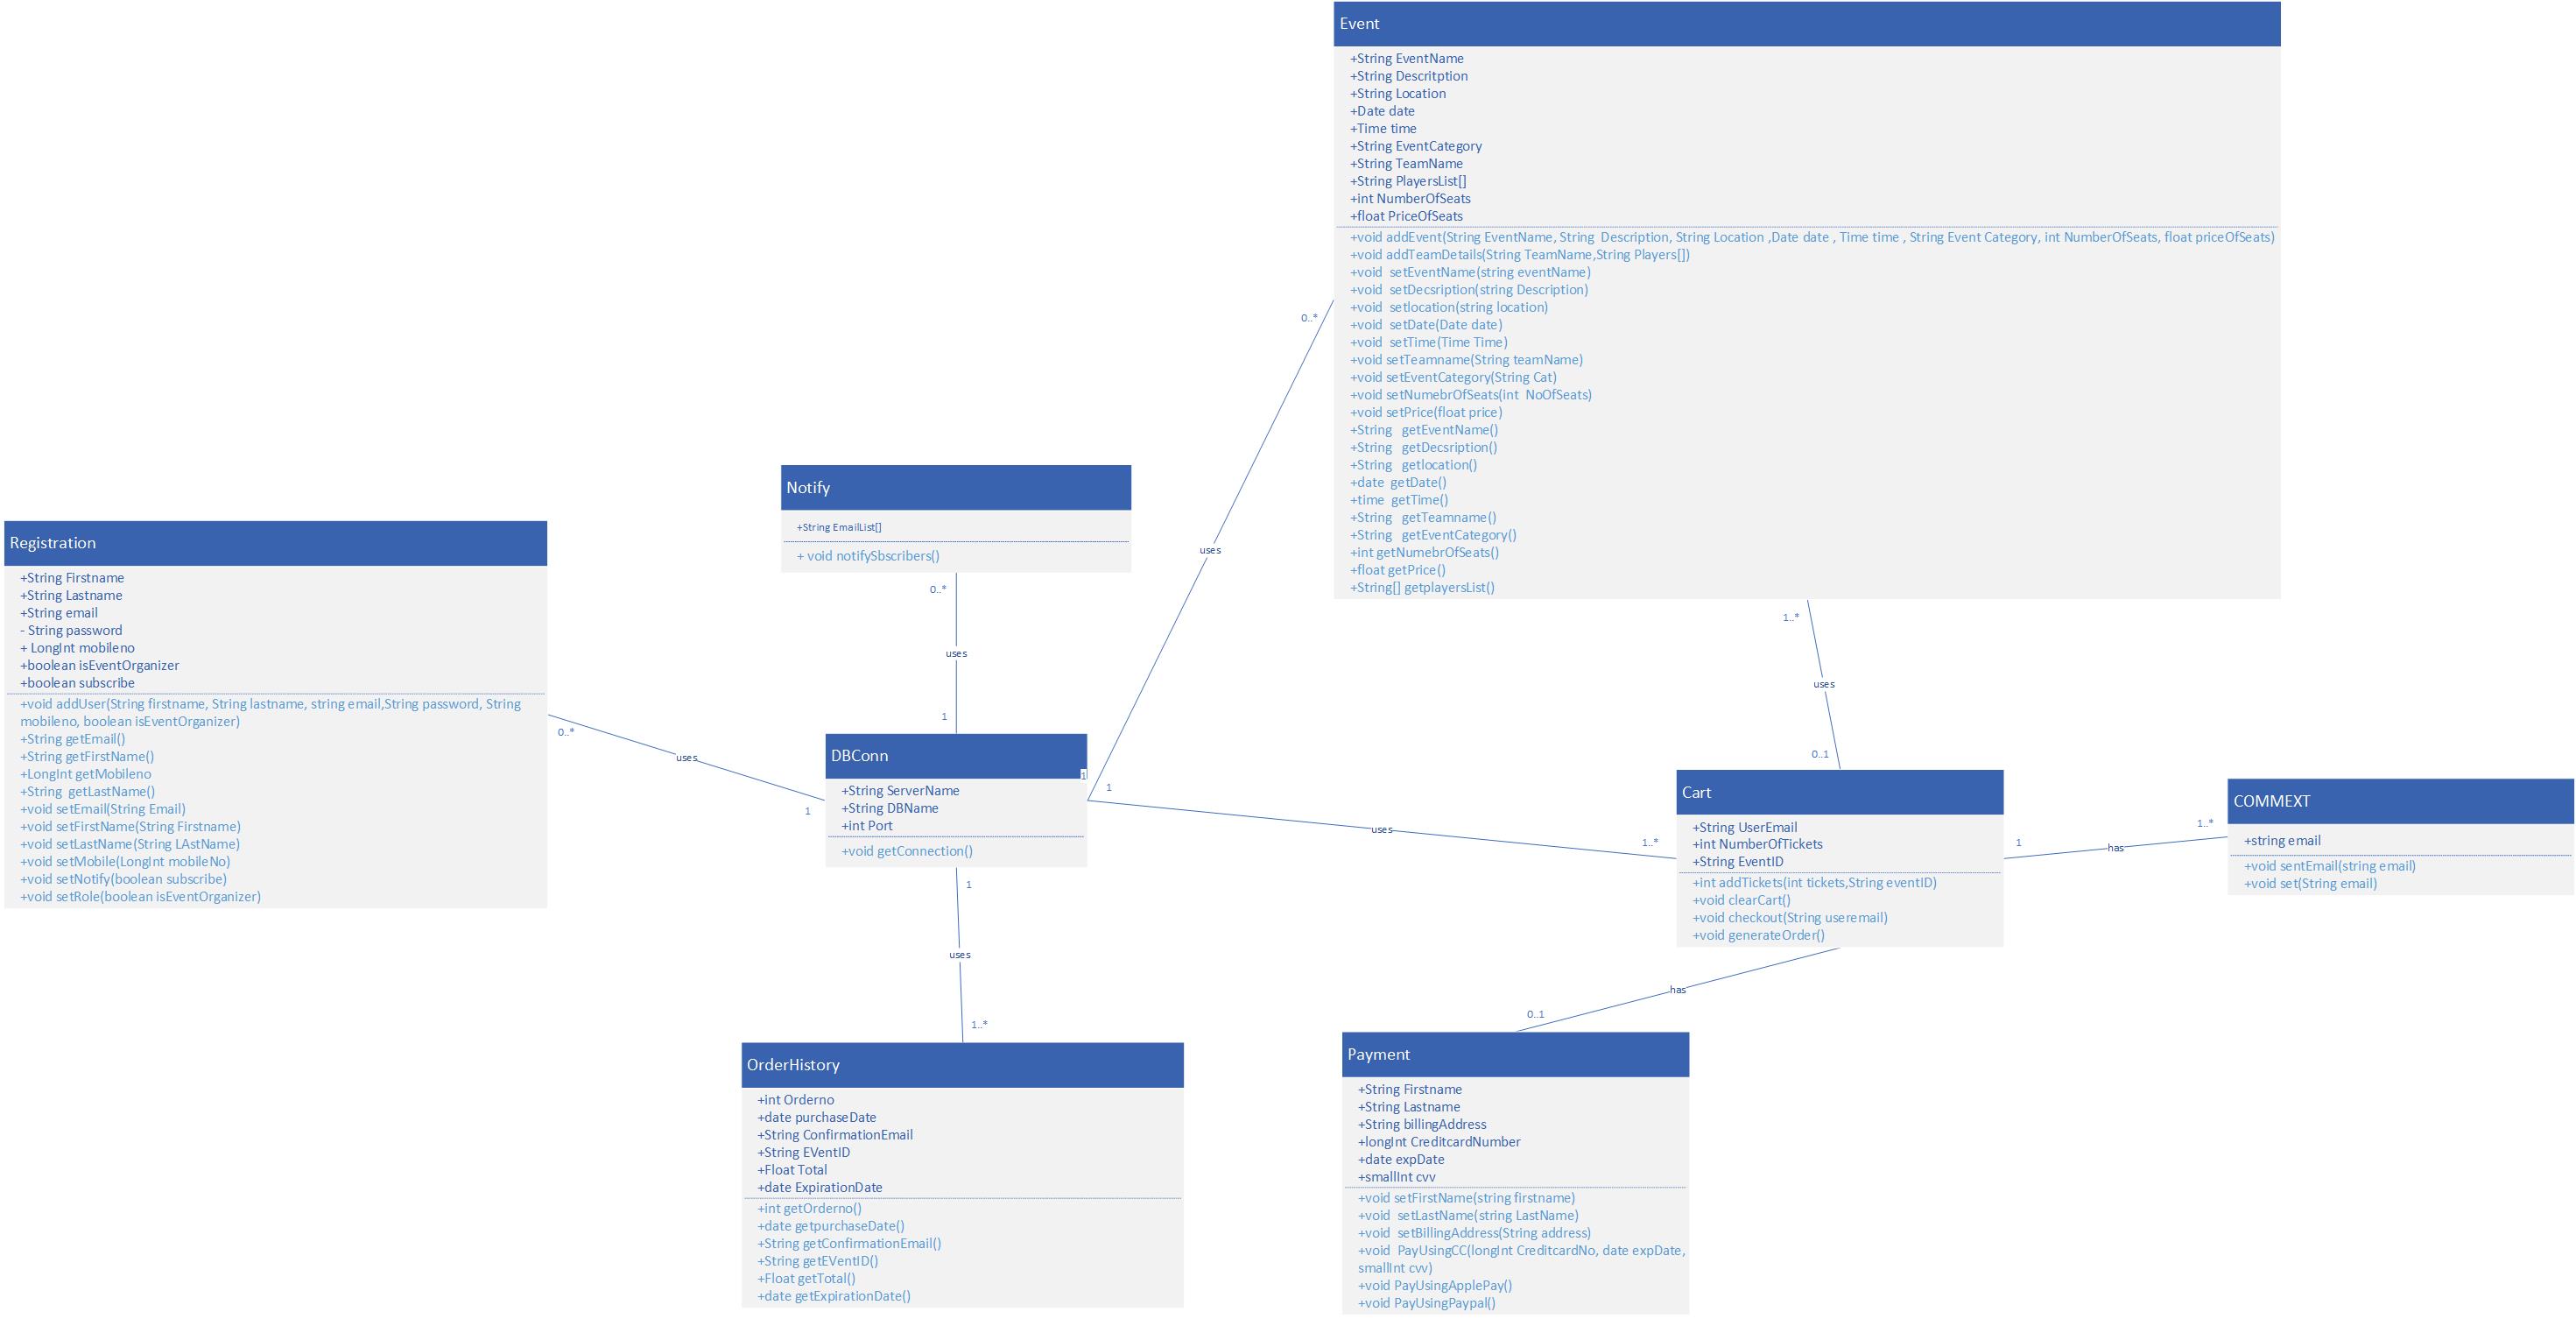 Event
+String EventName
+String Descritption
+String Location
+Date date
+Time time
+String EventCategory
+String TeamName
+String PlayersList[]
+int NumberOfSeats
+float PriceOfSeats
+void addEvent(String EventName, String  Description, String Location ,Date date , Time time , String Event Category, int NumberOfSeats, float priceOfSeats)
+void addTeamDetails(String TeamName,String Players[])
+void  setEventName(string eventName)
+void  setDecsription(string Description)
+void  setlocation(string location)
+void  setDate(Date date)
+void  setTime(Time Time)
+void setTeamname(String teamName)
+void setEventCategory(String Cat)
+void setNumebrOfSeats(int  NoOfSeats)
+void setPrice(float price)
+String   getEventName()
+String   getDecsription()
+String   getlocation()
+date  getDate()
+time  getTime()
+String   getTeamname()
+String   getEventCategory()
+int getNumebrOfSeats()
+float getPrice()
+String[] getplayersList()
0..*
uses
1
1
1..*
uses
0..1
Notify
+String EmailList[]
+ void notifySbscribers()
0..*
uses
1
Registration
+String Firstname
+String Lastname
+String email
- String password
+ LongInt mobileno
+boolean isEventOrganizer
+boolean subscribe
+void addUser(String firstname, String lastname, string email,String password, String
mobileno, boolean isEventOrganizer)
+String getEmail()
+String getFirstName()
+LongInt getMobileno
+String  getLastName()
+void setEmail(String Email)
+void setFirstName(String Firstname)
+void setLastName(String LAstName)
+void setMobile(LongInt mobileNo)
+void setNotify(boolean subscribe)
+void setRole(boolean isEventOrganizer)
0..*
uses
1
DBConn
+String ServerName
+String DBName
+int Port
+void getConnection()
uses
1..*
Cart
+String UserEmail
+int NumberOfTickets
+String EventID
+int addTickets(int tickets,String eventID)
+void clearCart()
+void checkout(String useremail)
+void generateOrder()
1
has
1..*
COMMEXT
+string email
+void sentEmail(string email)
+void set(String email)
1
uses
1..*
has
0..1
OrderHistory
+int Orderno
+date purchaseDate
+String ConfirmationEmail
+String EVentID
+Float Total
+date ExpirationDate
+int getOrderno()
+date getpurchaseDate()
+String getConfirmationEmail()
+String getEVentID()
+Float getTotal()
+date getExpirationDate()
Payment
+String Firstname
+String Lastname
+String billingAddress
+longInt CreditcardNumber
+date expDate
+smallInt cvv
+void setFirstName(string firstname)
+void  setLastName(string LastName)
+void  setBillingAddress(String address)
+void  PayUsingCC(longInt CreditcardNo, date expDate,
smallInt cvv)
+void PayUsingApplePay()
+void PayUsingPaypal()